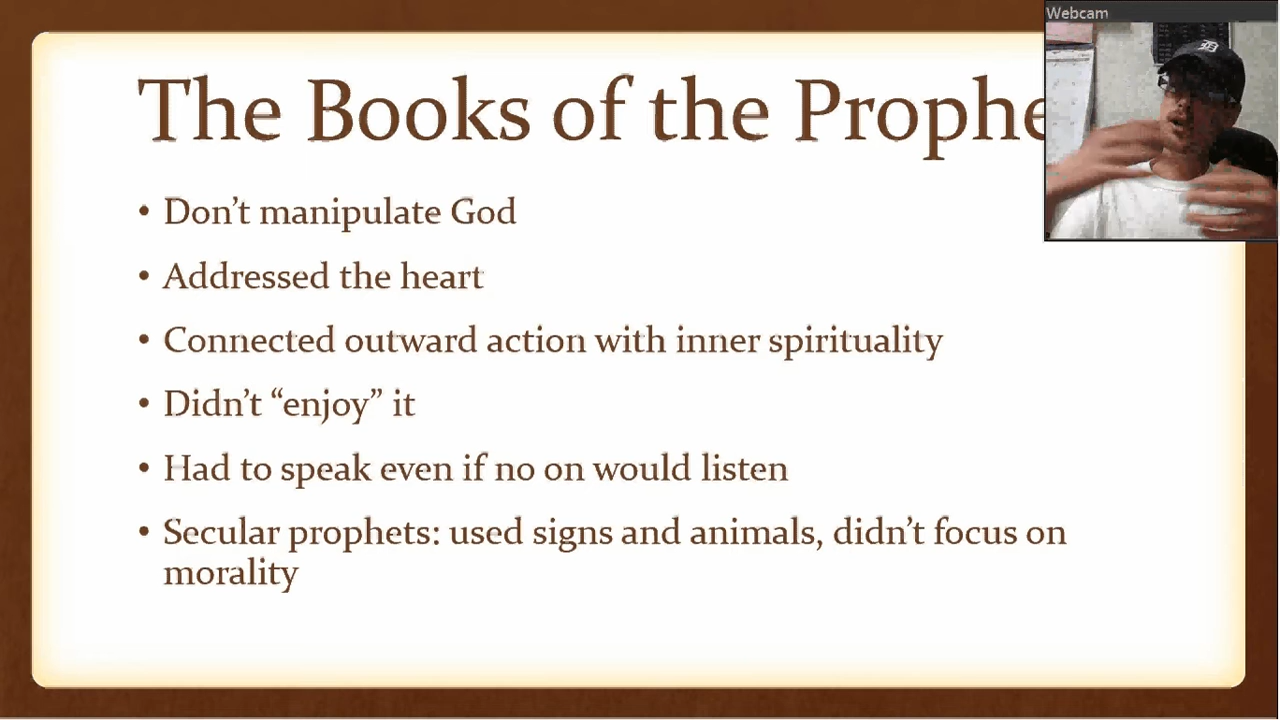 Webcam
The Books of the Prophe
• Don’t manipulate God
• Addressed the heart
• Connected outward action with inner spirituality
• Didn’t “enjoy” it
• Had to speak even if no on would listen
• Secular prophets: used signs and animals, didn’t focus on
morality